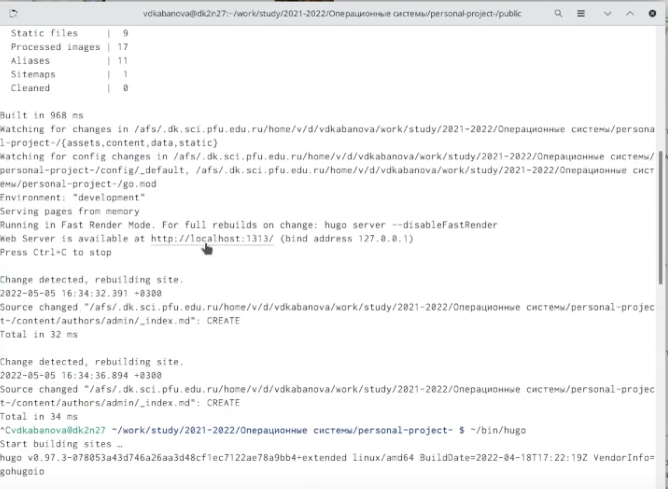 vdkabanova@dk2n27:~/work/study/2021-2022/Операционные системы/personal-project-/public
Static files | 9
Processed images | 17
Aliases | 11
Sitemaps | 1
Cleaned | 0
Built in 968 ms
Watching for changes in /afs/.dk.sci.pfu.edu.ru/home/v/d/vdkabanova/work/study/2021-2022/Операционные системы/persona
l-project-/{assets,content,data,static}
Watching for config changes in /afs/.dk.sci.pfu.edu.ru/home/v/d/vdkabanova/work/study/2021-2022/Операционные системы/
personal-project-/config/_default, /afs/.dk.sci.pfu.edu.ru/home/v/d/vdkabanova/work/study/2021-2022/Операционные сист
емы/personal-project-/go.mod
Environment: "development"
Serving pages from memory
Running in Fast Render Mode. For full rebuilds on change: hugo server --disableFastRender
Web Server is available at http://localhost:1313/ (bind address 127.0.0.1)
Press Ctrl+C to stop
Change detected, rebuilding site.
2022-05-05 16:34:32.391 +0300
Source changed "/afs/.dk.sci.pfu.edu.ru/home/v/d/vdkabanova/work/study/2021-2022/Операционные системы/personal-projec
t-/content/authors/admin/_index.md": CREATE
Total in 32 ms
Change detected, rebuilding site.
2022-05-05 16:34:36.894 +0300
Source changed "/afs/.dk.sci.pfu.edu.ru/home/v/d/vdkabanova/work/study/2021-2022/Операционные системы/personal-projec
t-/content/authors/admin/_index.md": CREATE
Total in 34 ms
^Cvdkabanova@dk2n27 ~/work/study/2021-2022/Операционные системы/personal-project- $ ~/bin/hugo
Start building sites …
hugo v0.97.3-078053a43d746a26aa3d48cf1ec7122ae78a9bb4+extended linux/amd64 BuildDate=2022-04-18T17:22:19Z VendorInfo=
gohugoio